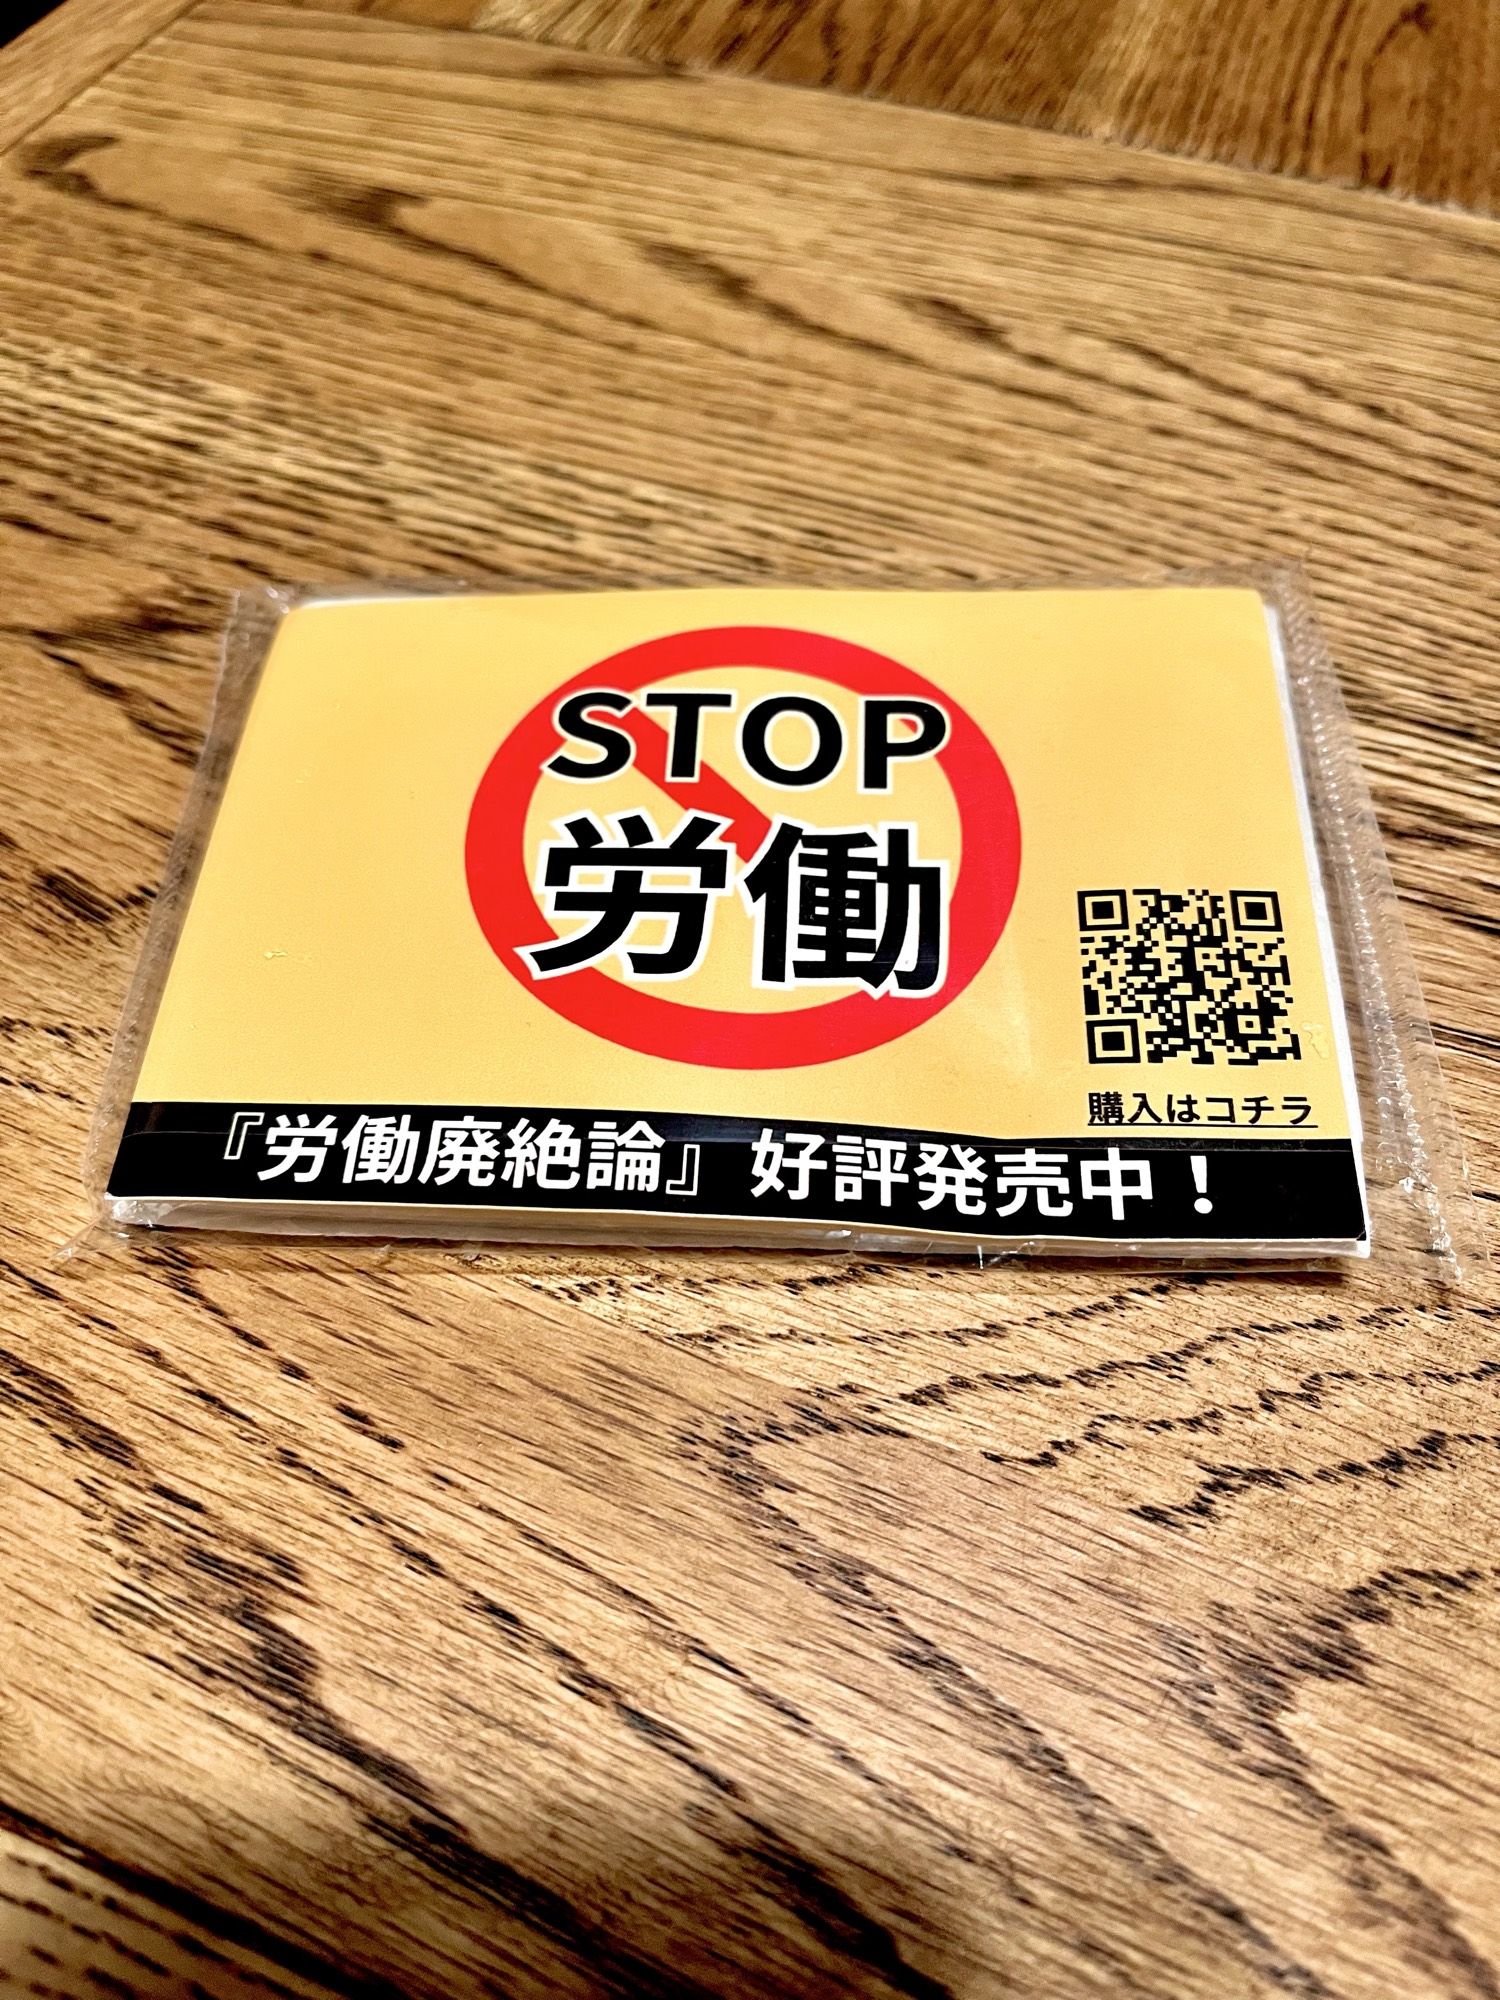 STOP
労働
購入はコチラ
『労働廃絶論』 好評発売中！